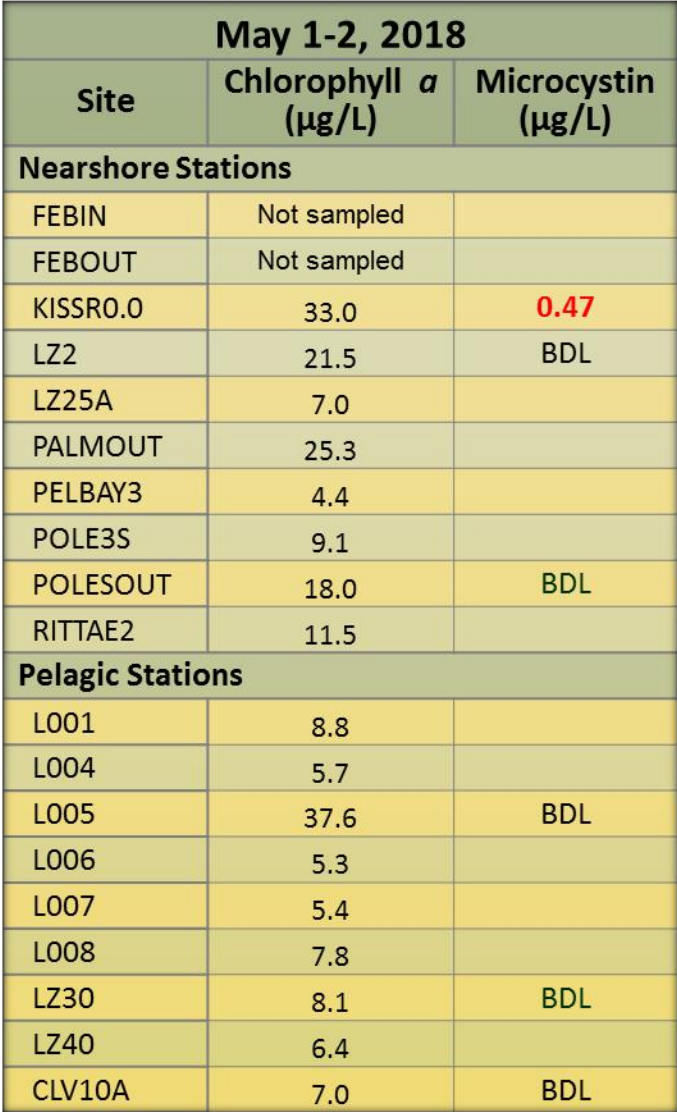 May 1-2, 2018
Site Chlorophyll a (µg/L) Microcystin (µg/L)
Nearshore Stations
FEBIN Not sampled
FEBOUT Not sampled
KISSR0.0 33.0 0.47
LZ2 21.5 BDL
LZ25A 7.0
PALMOUT 25.3
PELBAY3 4.4
POLE3S 9.1
POLESOUT 18.0 BDL
RITTAE2 11.5
Pelagic Stations
L001 8.8
L004 5.7
L005 37.6 BDL
L006 5.3
L007 5.4
L008 7.8
LZ30 8.1 BDL
LZ40 6.4
CLV10A 7.0 BDL